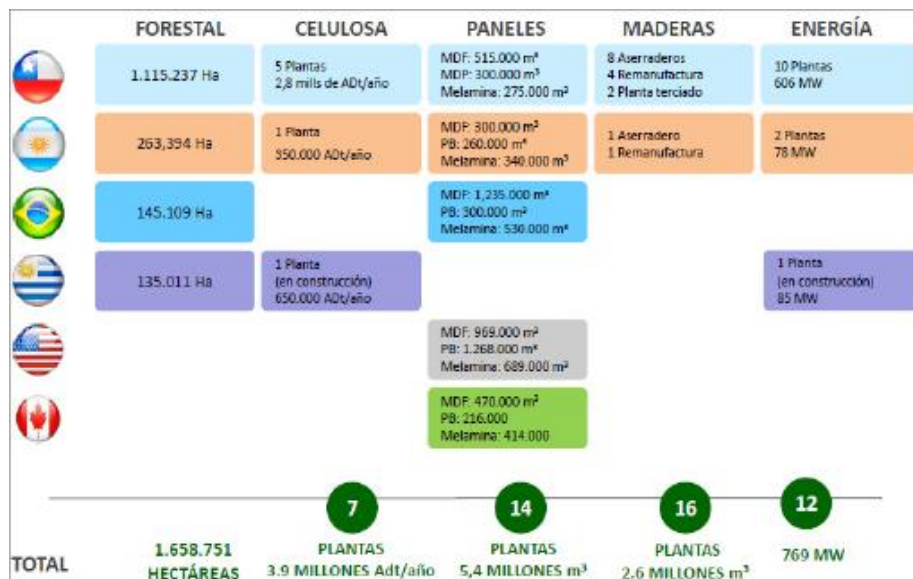 FORESTAL CELULOSA PANELES MADERAS ENERGÍA
1.115.237 Ha
5 Plantas
2,8 mills de ADt/año
MDF: 515.000 m³
MDP: 300.000 m³
Melamina: 275.000 m³
8 Aserraderos
4 Remanufactura
2 Planta terciado
10 Plantas
606 MW
263,394 Ha
1 Planta
350.000 ADt/año
MDF: 300.000 m³
PB: 260.000 m³
Melamina: 340.000 m³
1 Aserradero
1 Remanufactura
2 Plantas
78 MW
145.109 Ha
MDF: 1,235.000 m³
PB: 300.000 m³
Melamina: 530.000 m³
135.011 Ha
1 Planta
(en construcción)
650.000 ADt/año
1 Planta
(en construcción)
85 MW
MDF: 969.000 m³
PB: 1.268.000 m³
Melamina: 689.000 m³
MDF: 470.000 m³
PB: 216.000
Melamina: 414.000
7
14
16
12
TOTAL
1.658.751
HECTÁREAS
PLANTAS
3.9 MILLONES Adt/año
PLANTAS
5,4 MILLONES m³
PLANTAS
2.6 MILLONES m³
769 MW